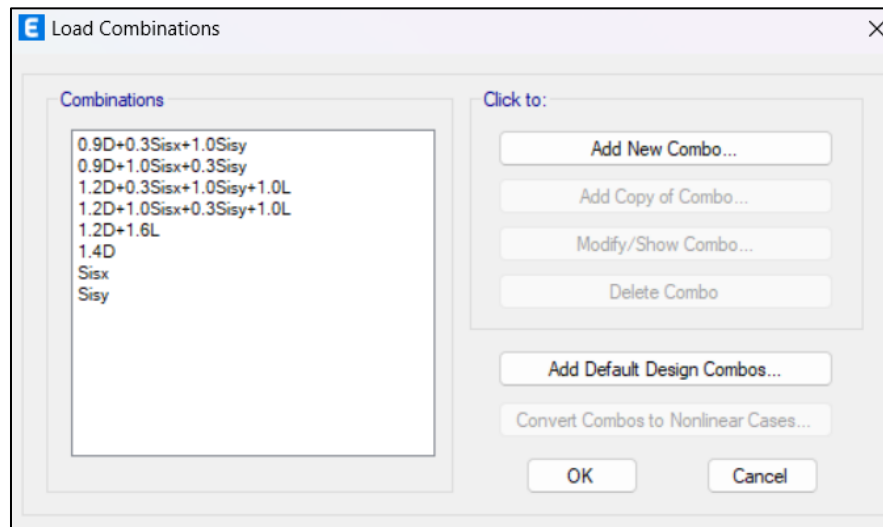 E Load Combinations
Combinations
0.9D+0.3Sisx+1.0Sisy
0.9D+1.0Sisx+0.3Sisy
1.2D+0.3Sisx+1.0Sisy+1.0L
1.2D+1.0Sisx+0.3Sisy+1.0L
1.2D+1.6L
1.4D
Sisx
Sisy
Click to:
Add New Combo...
Add Copy of Combo...
Modify/Show Combo...
Delete Combo
Add Default Design Combos...
Convert Combos to Nonlinear Cases...
OK
Cancel